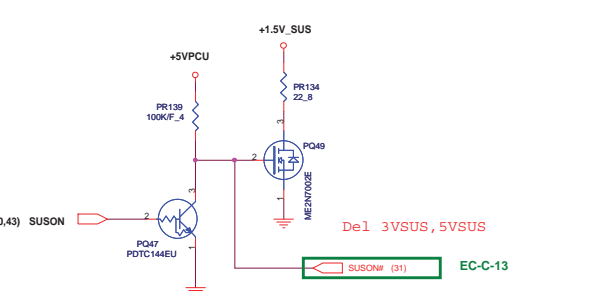 +1.5V_SUS
+5VPCU
PR134
22_8
PR139
100K/F_4
3
2
PQ49
1
ME2N7002E
3
0,43) SUSON
2
PQ47
PDTC144EU
1
Del 3VSUS,5VSUS
SUSON# (31)
EC-C-13